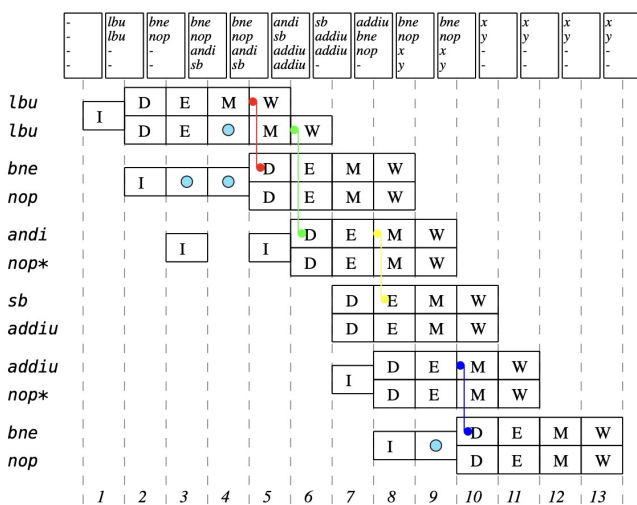 -
-
-
-
lbu
lbu
-
-
bne
nop
-
-
bne
nop
andi
sb
bne
nop
andi
sb
andi
sb
addiu
addiu
sb
addiu
addiu
-
addiu
bne
nop
-
bne
nop
x
y
bne
nop
x
y
x
y
-
-
x
y
-
-
x
y
-
-
x
y
-
-
lbu I D E M W
lbu D E M W
bne I D E M W
nop D E M W
andi I I D E M W
nop* D E M W
sb D E M W
addiu D E M W
addiu I D E M W
nop* D E M W
bne I D E M W
nop D E M W
1 2 3 4 5 6 7 8 9 10 11 12 13